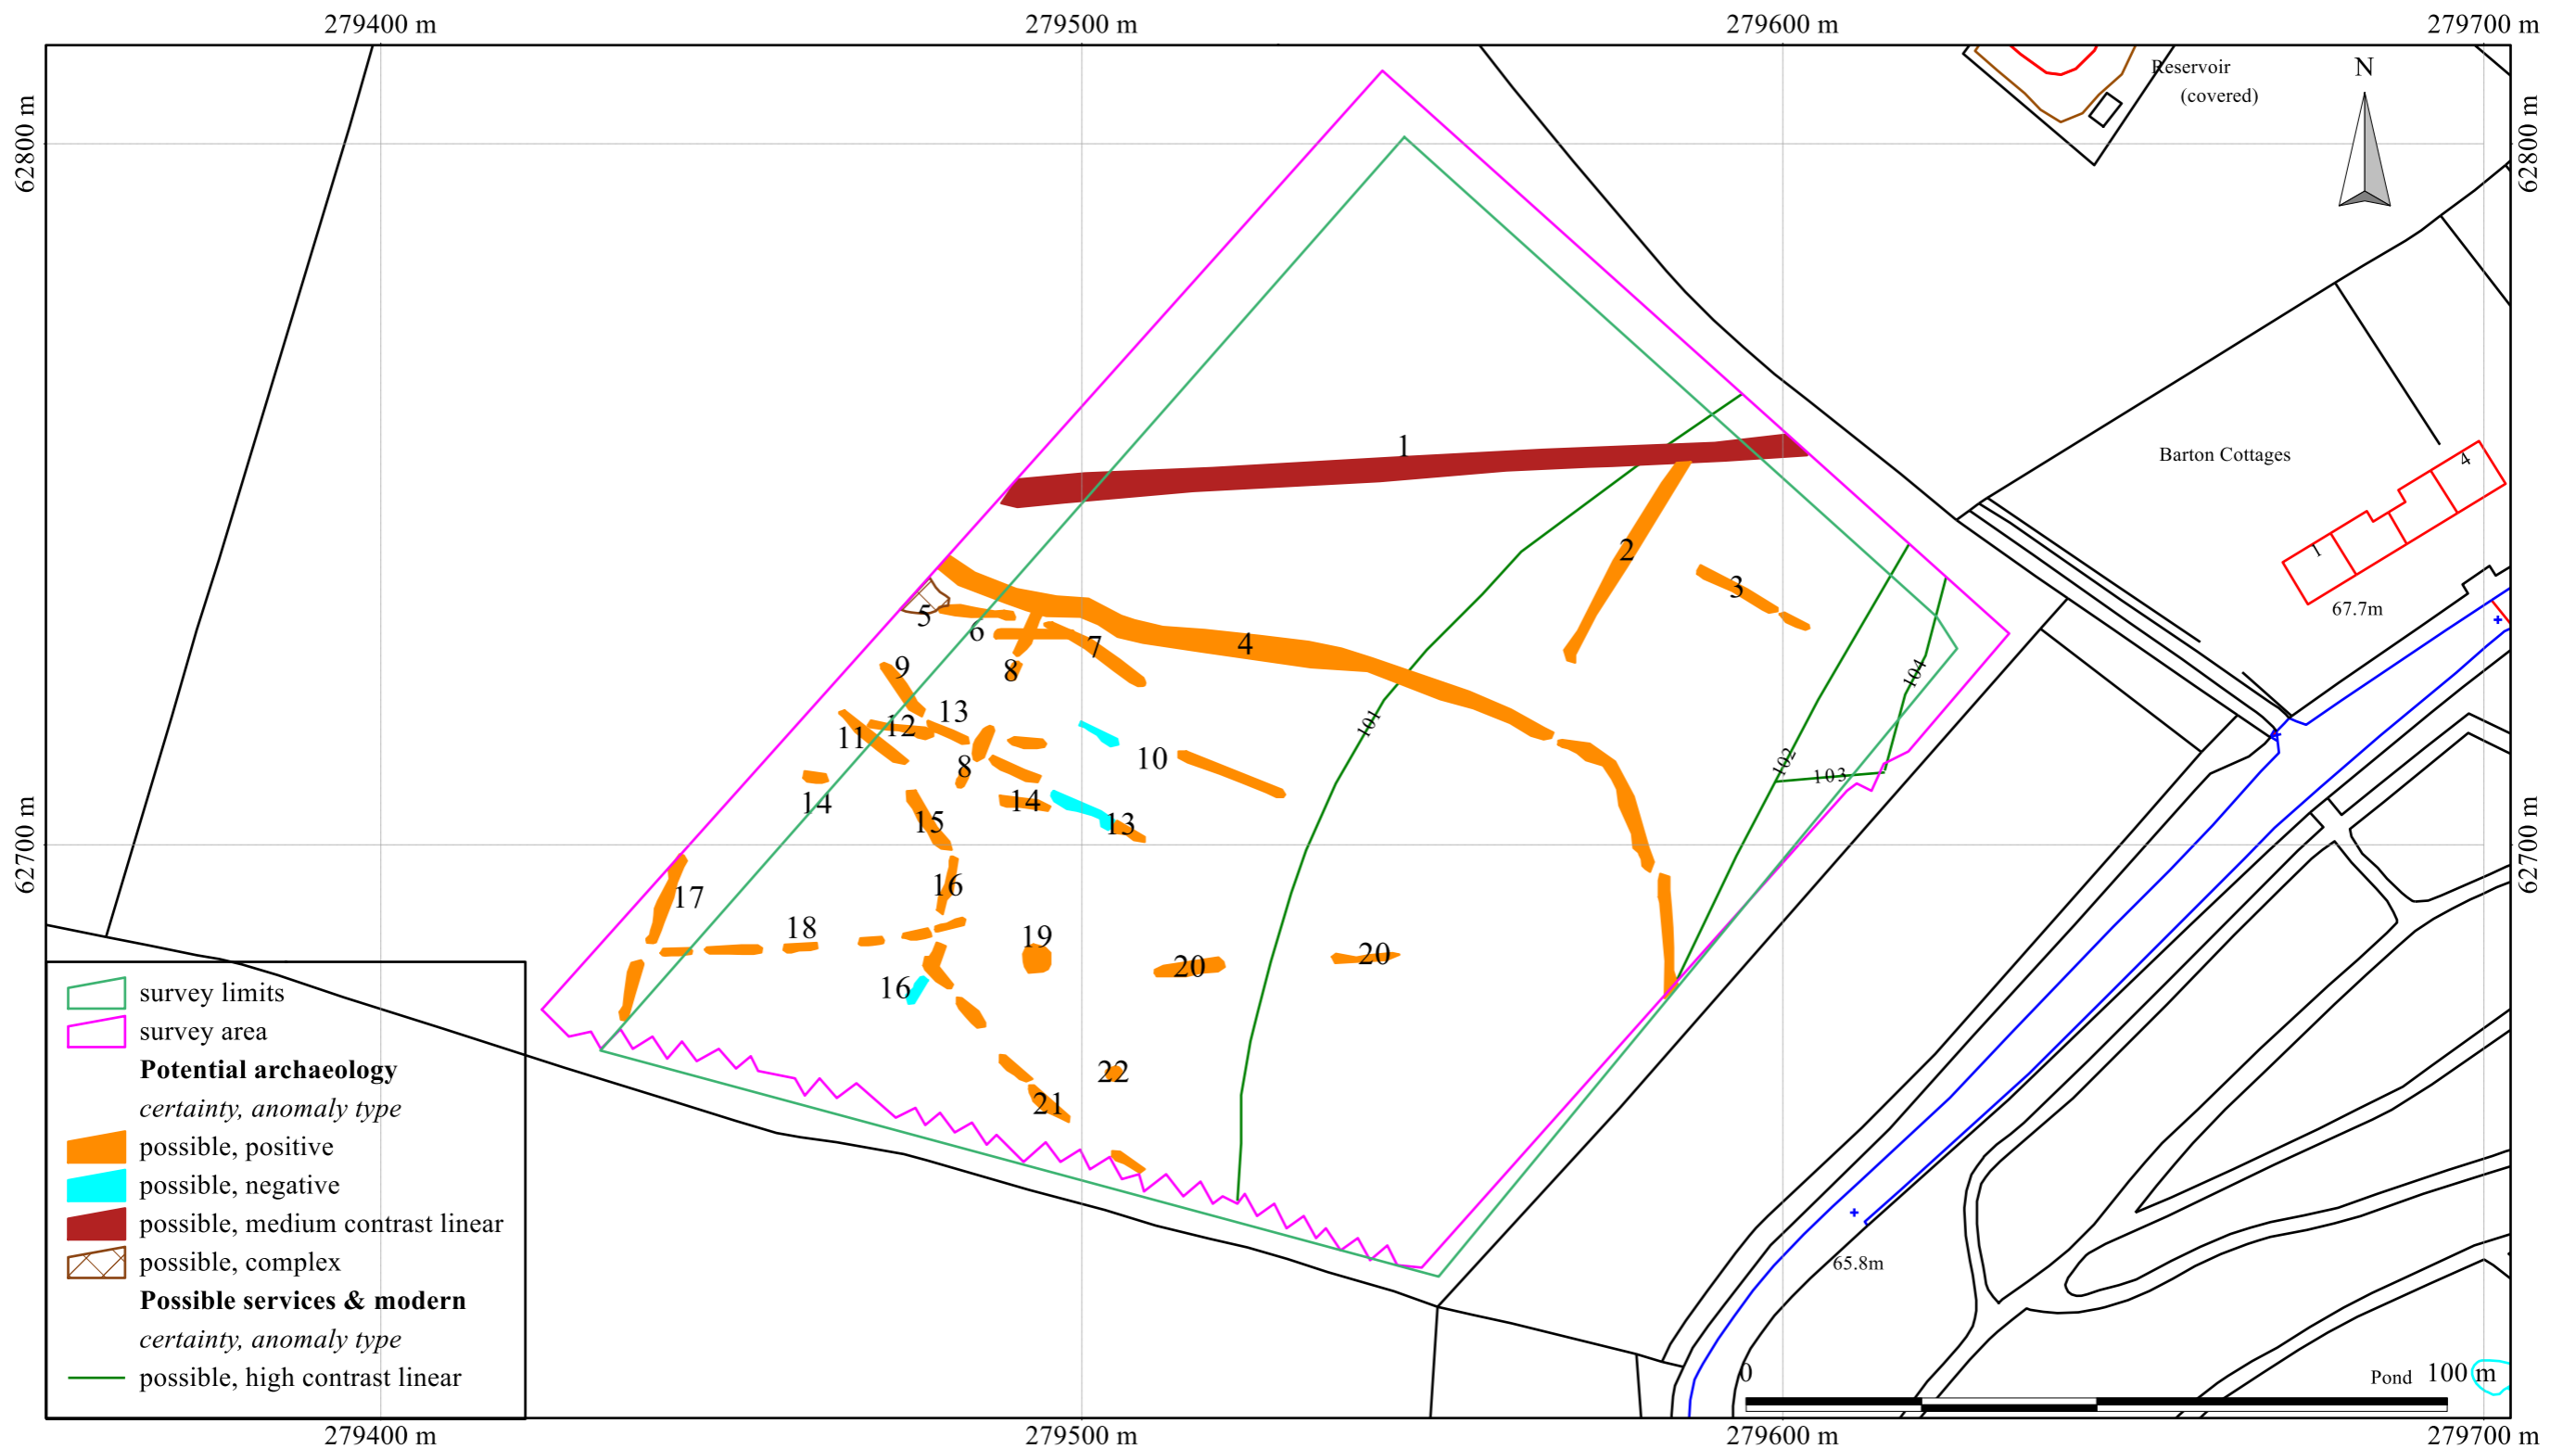 279400 m
279500 m
279600 m
279700 m
62800 m
62800 m
Reservoir
(covered)
N
1
Barton Cottages
4
1
67.7m
2
3
4
5
6
7
8
9
13
12
11
10
8
14
14
13
15
101
102
103
104
62700 m
62700 m
16
17
18
19
20
20
16
22
21
survey limits
survey area
Potential archaeology
certainty, anomaly type
possible, positive
possible, negative
possible, medium contrast linear
possible, complex
Possible services & modern
certainty, anomaly type
possible, high contrast linear
65.8m
0
Pond
100 m
279400 m
279500 m
279600 m
279700 m